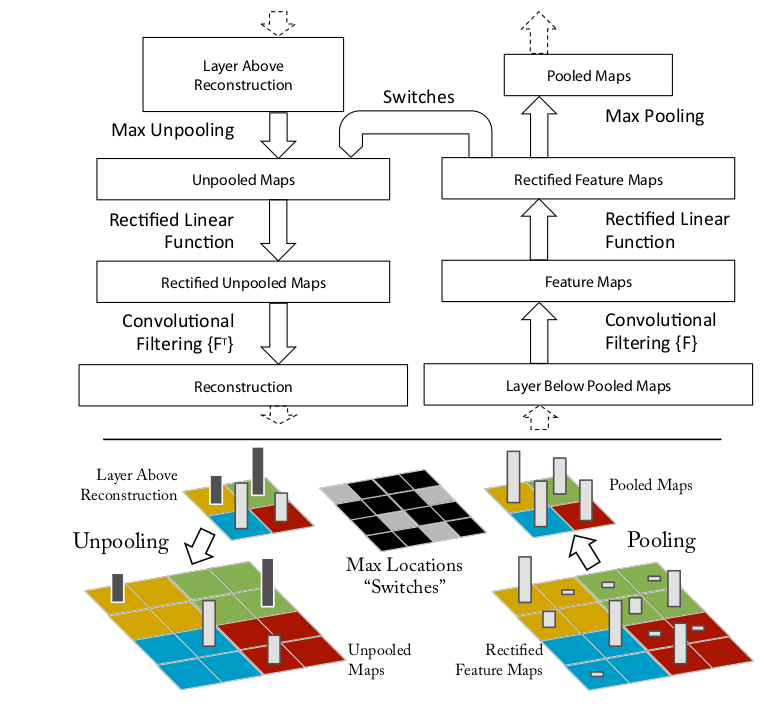 Layer Above
Reconstruction
Pooled Maps
Switches
Max Unpooling
Max Pooling
Unpooled Maps
Rectified Feature Maps
Rectified Linear
Function
Rectified Linear
Function
Rectified Unpooled Maps
Feature Maps
Convolutional
Filtering {Fᵀ}
Convolutional
Filtering {F}
Reconstruction
Layer Below Pooled Maps
Layer Above
Reconstruction
Pooled Maps
Unpooling
Pooling
Max Locations
“Switches”
Unpooled
Maps
Rectified
Feature Maps